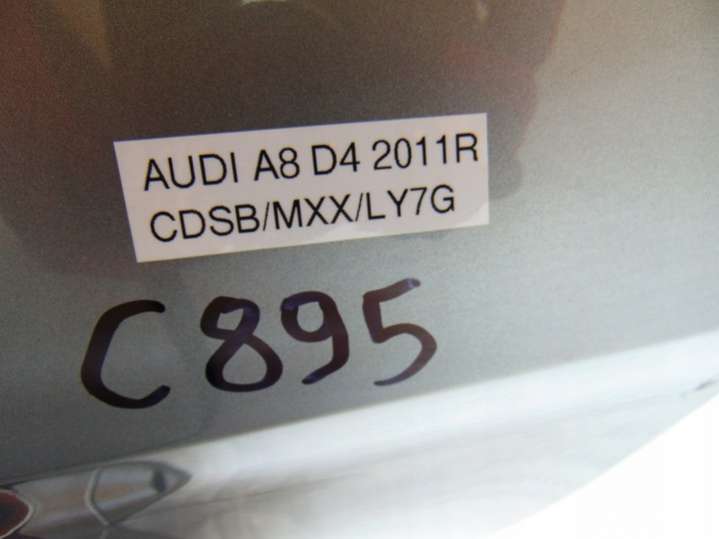 AUDI A8 D4 2011R
CDSB/MXX/LY7G
C895